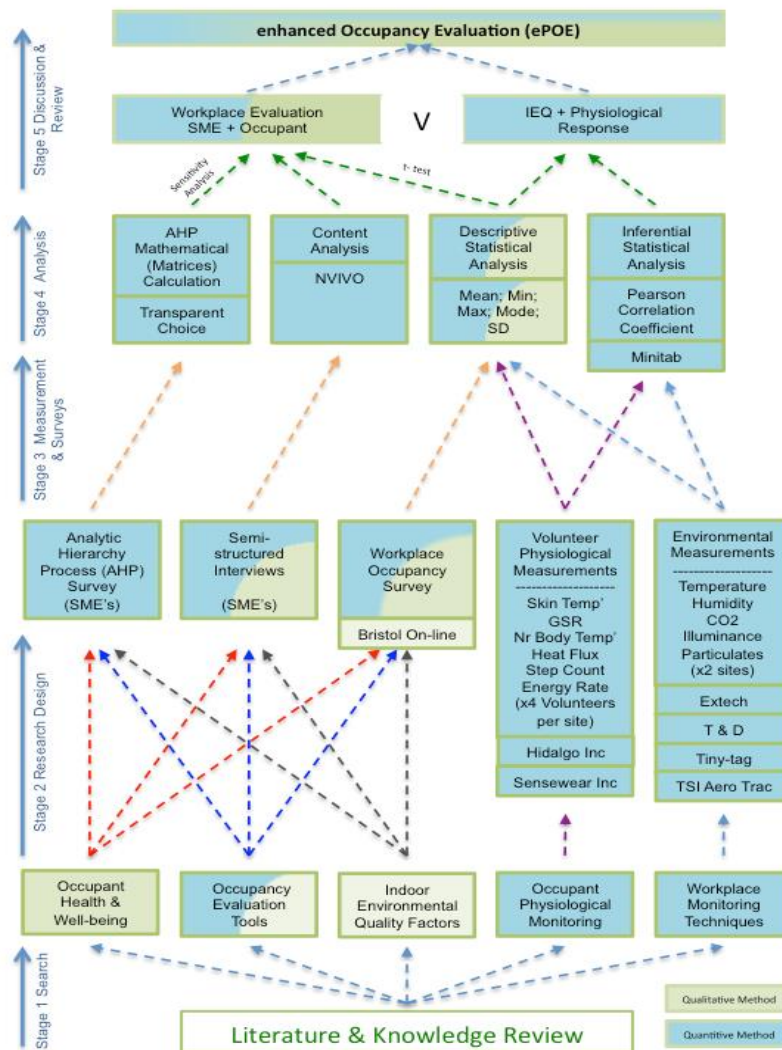 enhanced Occupancy Evaluation (ePOE)
Stage 5 Discussion &
Review
Workplace Evaluation
SME + Occupant
V
IEQ + Physiological
Response
Sensitivity
Analysis
t- test
Stage 4 Analysis
AHP
Mathematical
(Matrices)
Calculation
Transparent
Choice
Content
Analysis
NVIVO
Descriptive
Statistical
Analysis
Mean; Min;
Max; Mode;
SD
Inferential
Statistical
Analysis
Pearson
Correlation
Coefficient
Minitab
Stage 3 Measurement
& Surveys
Analytic
Hierarchy
Process (AHP)
Survey
(SME's)
Semi-
structured
Interviews
(SME's)
Workplace
Occupancy
Survey
Bristol On-line
Volunteer
Physiological
Measurements
--------------------
Skin Temp'
GSR
Nr Body Temp'
Heat Flux
Step Count
Energy Rate
(x4 Volunteers
per site)
Hidalgo Inc
Sensewear Inc
Environmental
Measurements
--------------------
Temperature
Humidity
CO2
Illuminance
Particulates
(x2 sites)
Extech
T & D
Tiny-tag
TSI Aero Trac
Stage 2 Research Design
Occupant
Health &
Well-being
Occupancy
Evaluation
Tools
Indoor
Environmental
Quality Factors
Occupant
Physiological
Monitoring
Workplace
Monitoring
Techniques
Stage 1 Search
Literature & Knowledge Review
Qualitative Method
Quantitive Method